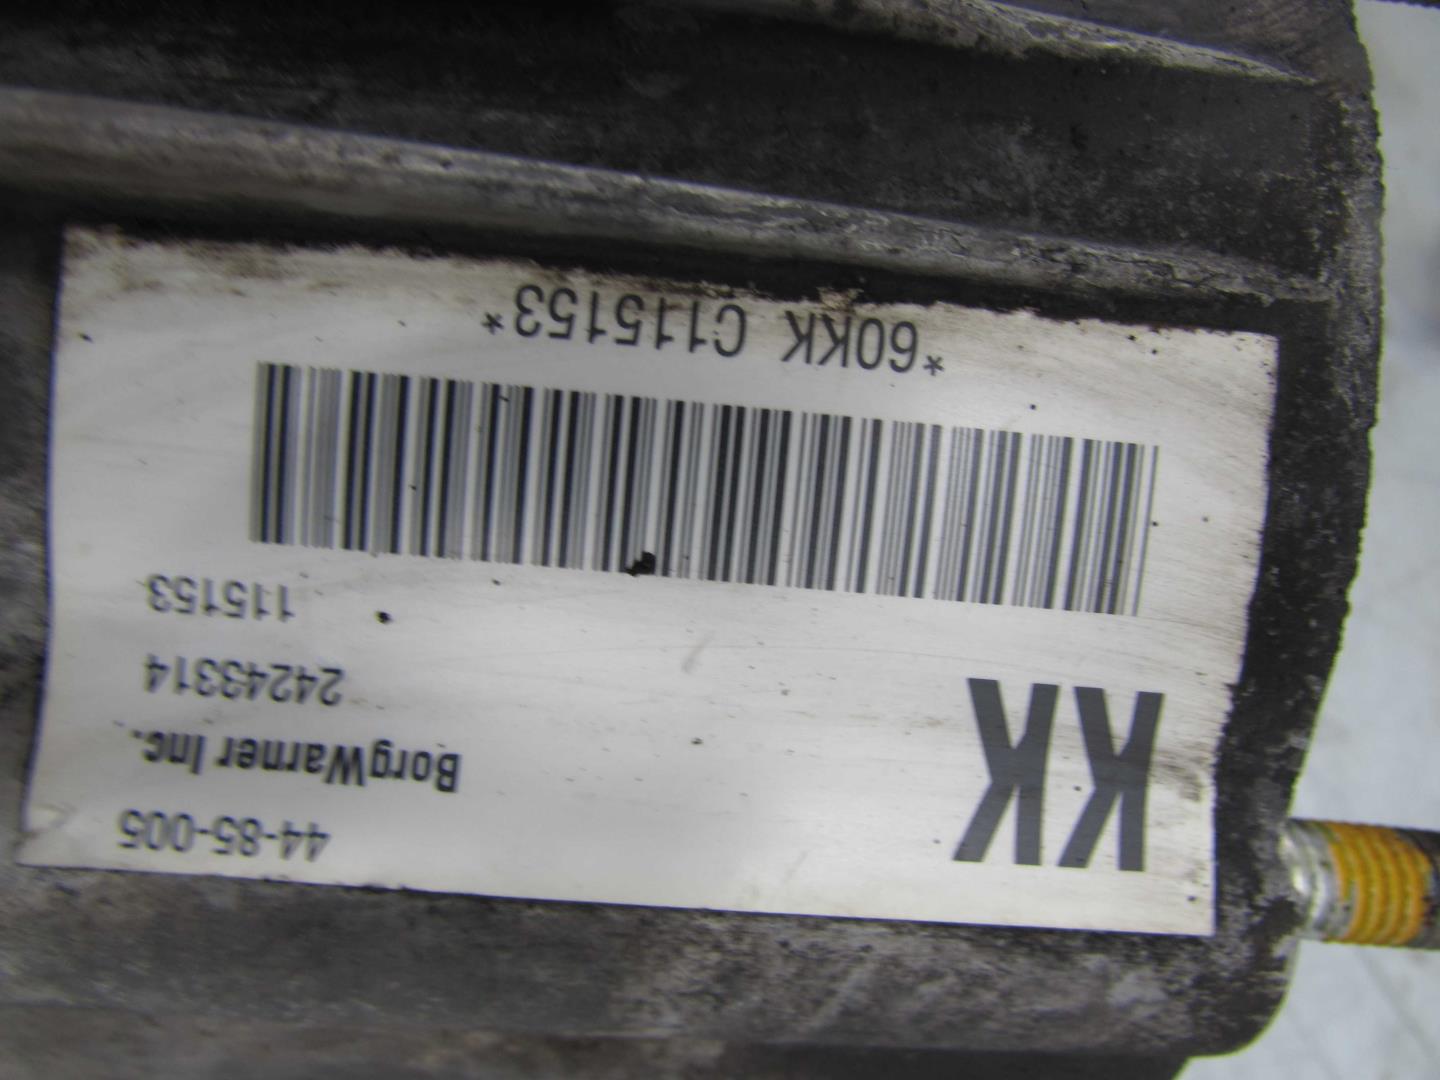 44-85-005
BorgWarner Inc.
24243314
115153
KK
*60KK C115153*